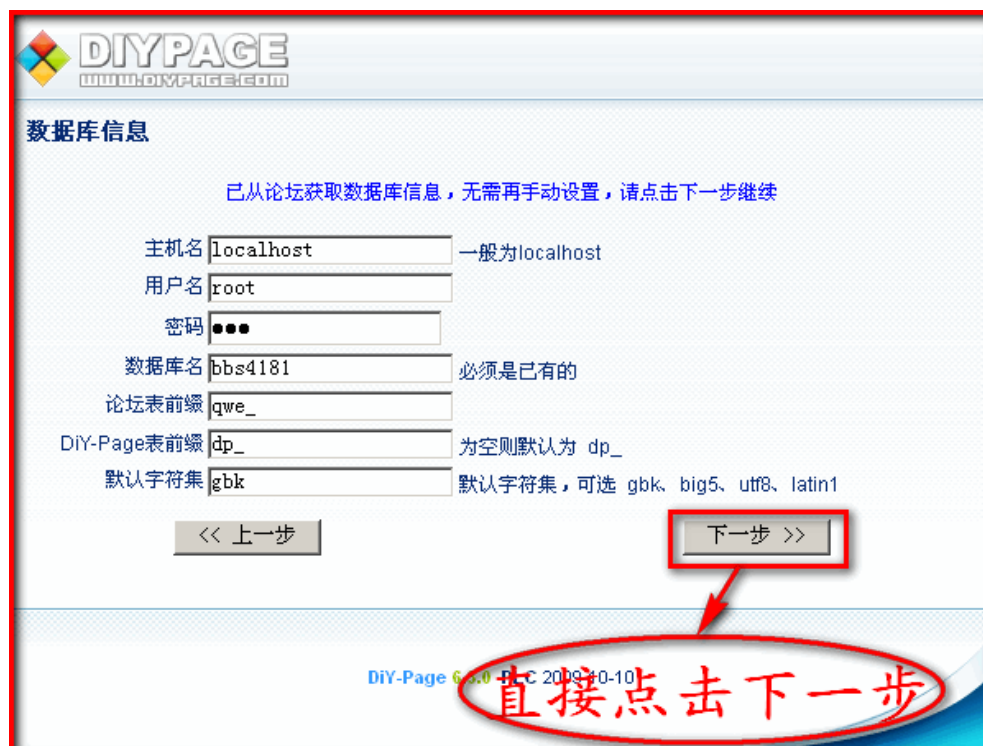 DIYPAGE
WWW.DIYPAGE.COM
数据库信息
已从论坛获取数据库信息，无需再手动设置，请点击下一步继续
主机名 localhost 一般为localhost
用户名 root
密码 ●●●
数据库名 bbs4181 必须是已有的
论坛表前缀 qwe_
DiY-Page表前缀 dp_ 为空则默认为 dp_
默认字符集 gbk 默认字符集，可选 gbk、big5、utf8、latin1
<< 上一步 下一步 >>
DiY-Page 2009-10-10
直接点击下一步